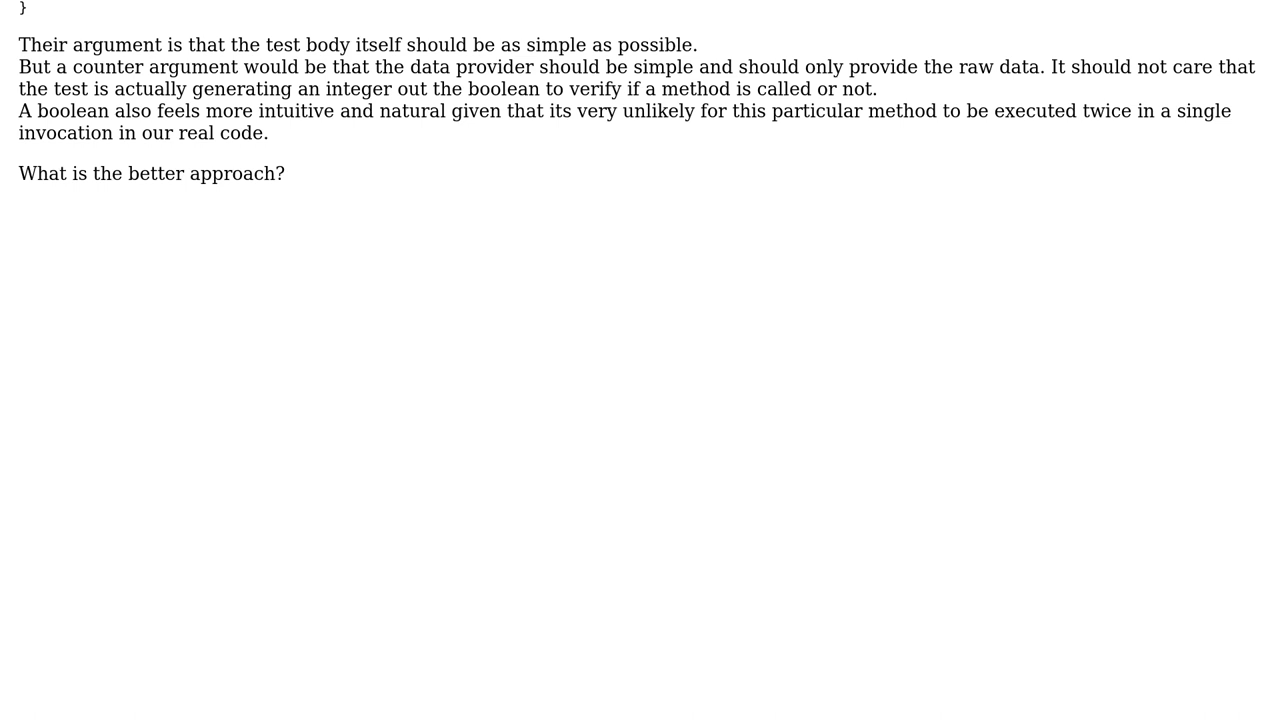 }
Their argument is that the test body itself should be as simple as possible.
But a counter argument would be that the data provider should be simple and should only provide the raw data. It should not care that
the test is actually generating an integer out the boolean to verify if a method is called or not.
A boolean also feels more intuitive and natural given that its very unlikely for this particular method to be executed twice in a single
invocation in our real code.
What is the better approach?